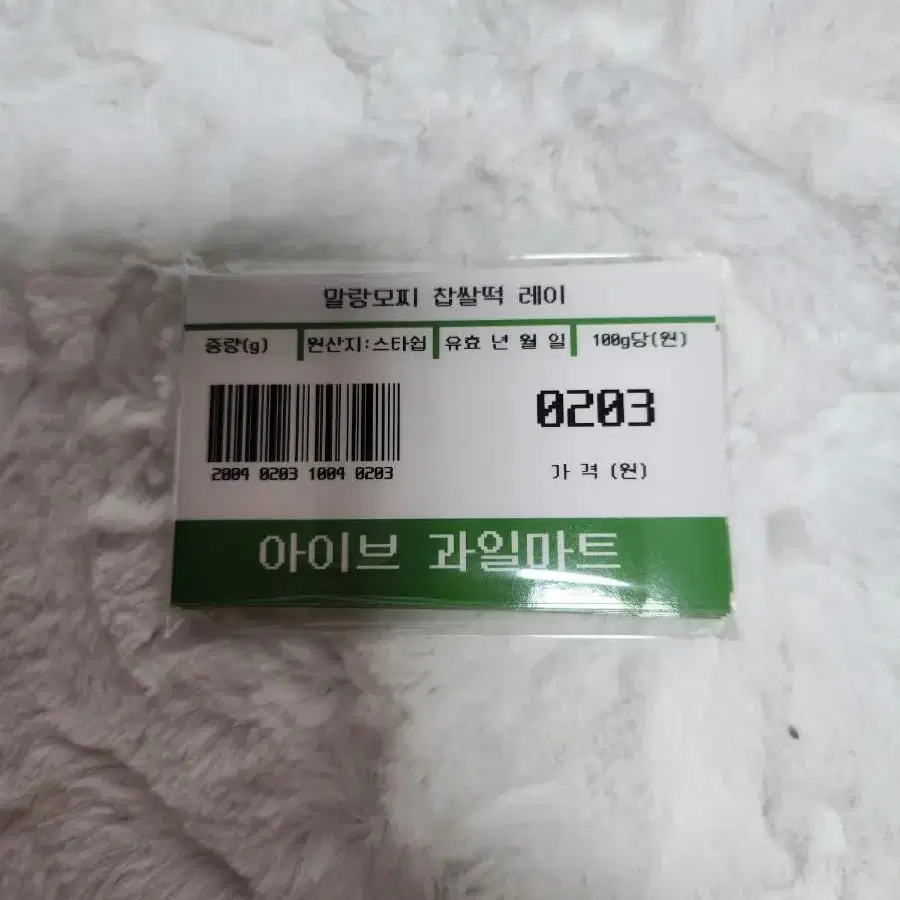 말랑모찌 찹쌀떡 레이
중량(g) 원산지:스타쉽 유효 년 월 일 100g당(원)
0203
2004 0203 1004 0203
가 격 (원)
아이브 과일마트